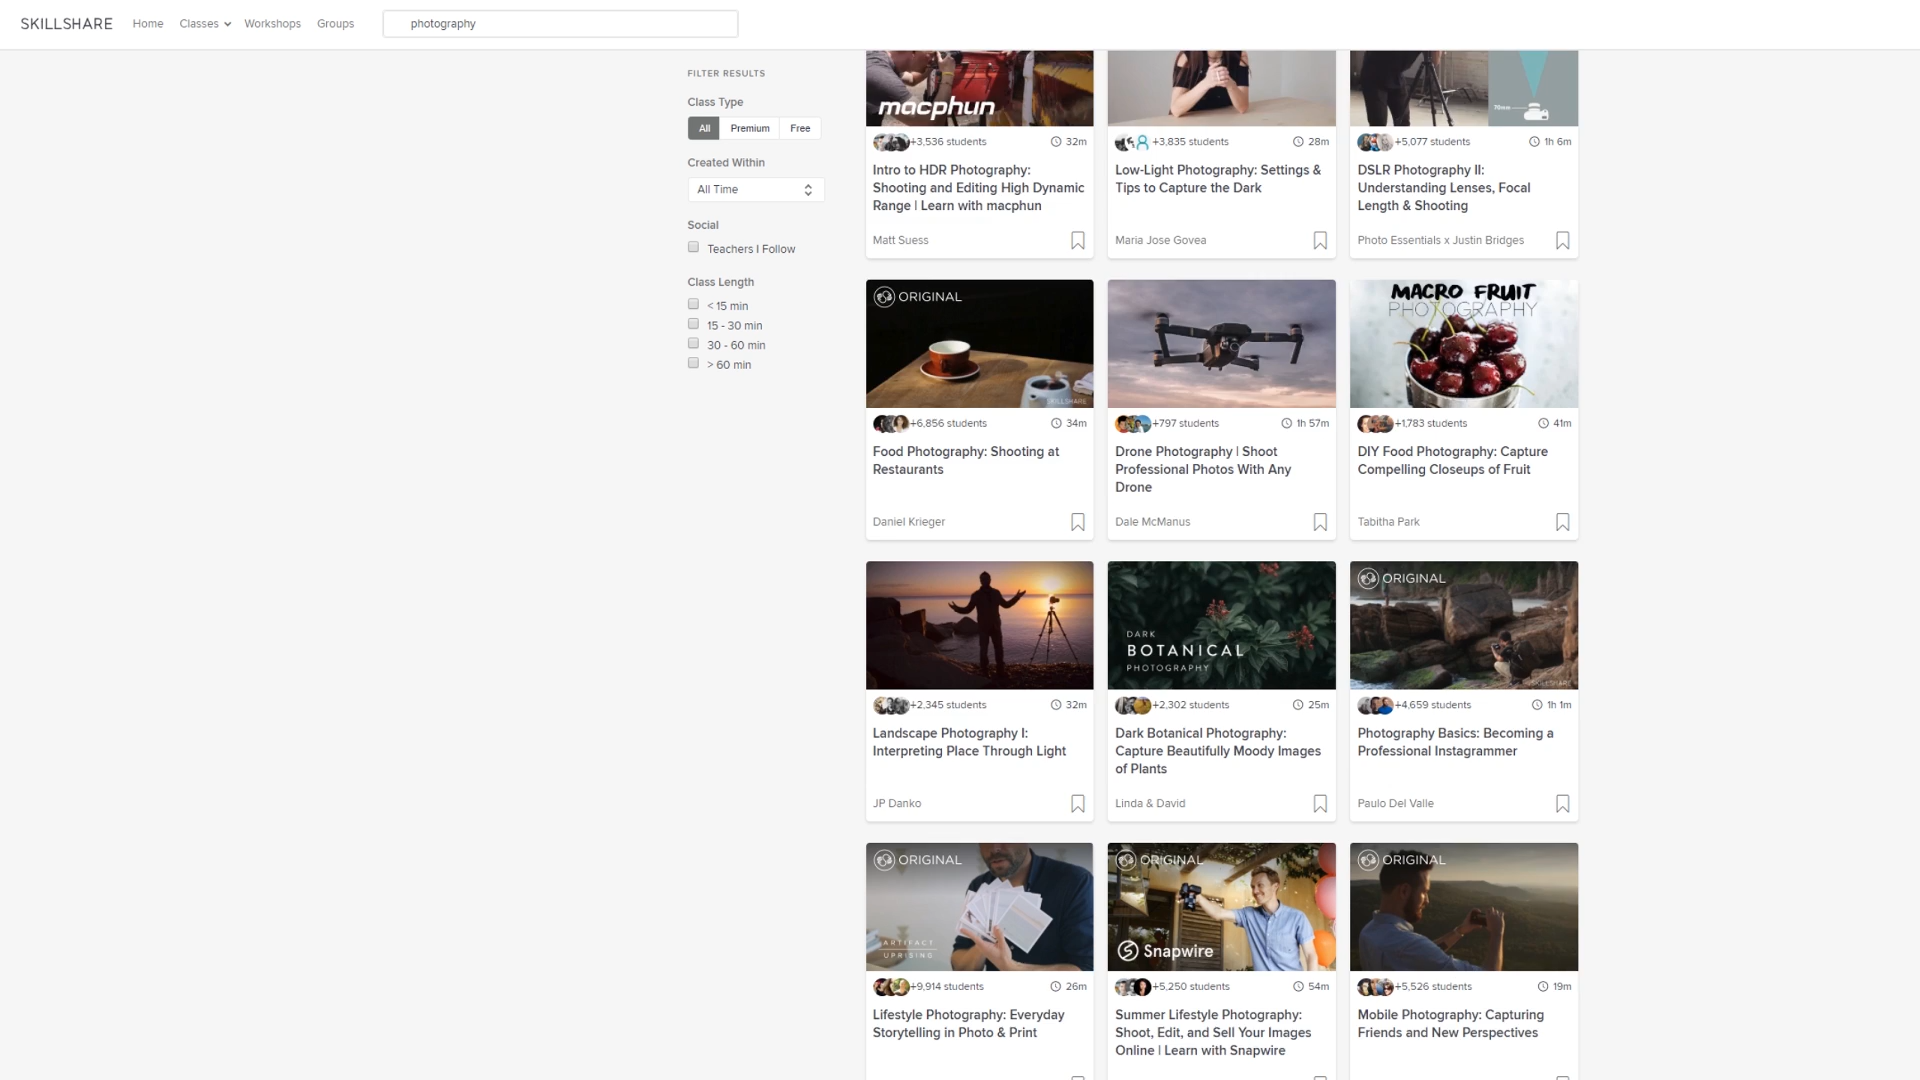 SKILLSHARE
Home
Classes
Workshops
Groups
photography
FILTER RESULTS
Class Type
All
Premium
Free
Created Within
All Time
Social
Teachers I Follow
Class Length
< 15 min
15 - 30 min
30 - 60 min
> 60 min
macphun
+3,536 students
32m
Intro to HDR Photography:
Shooting and Editing High Dynamic
Range | Learn with macphun
Matt Suess
+3,835 students
28m
Low-Light Photography: Settings &
Tips to Capture the Dark
Maria Jose Govea
70mm
+5,077 students
1h 6m
DSLR Photography II:
Understanding Lenses, Focal
Length & Shooting
Photo Essentials x Justin Bridges
ORIGINAL
SKILLSHARE
+6,856 students
34m
Food Photography: Shooting at
Restaurants
Daniel Krieger
+797 students
1h 57m
Drone Photography | Shoot
Professional Photos With Any
Drone
Dale McManus
MACRO FRUIT
PHOTOGRAPHY
+1,783 students
41m
DIY Food Photography: Capture
Compelling Closeups of Fruit
Tabitha Park
+2,345 students
32m
Landscape Photography I:
Interpreting Place Through Light
JP Danko
DARK
BOTANICAL
PHOTOGRAPHY
+2,302 students
25m
Dark Botanical Photography:
Capture Beautifully Moody Images
of Plants
Linda & David
ORIGINAL
SKILLSHARE
+4,659 students
1h 1m
Photography Basics: Becoming a
Professional Instagrammer
Paulo Del Valle
ORIGINAL
ARTIFACT
UPRISING
+9,914 students
26m
Lifestyle Photography: Everyday
Storytelling in Photo & Print
ORIGINAL
Snapwire
+5,250 students
54m
Summer Lifestyle Photography:
Shoot, Edit, and Sell Your Images
Online | Learn with Snapwire
ORIGINAL
+5,526 students
19m
Mobile Photography: Capturing
Friends and New Perspectives